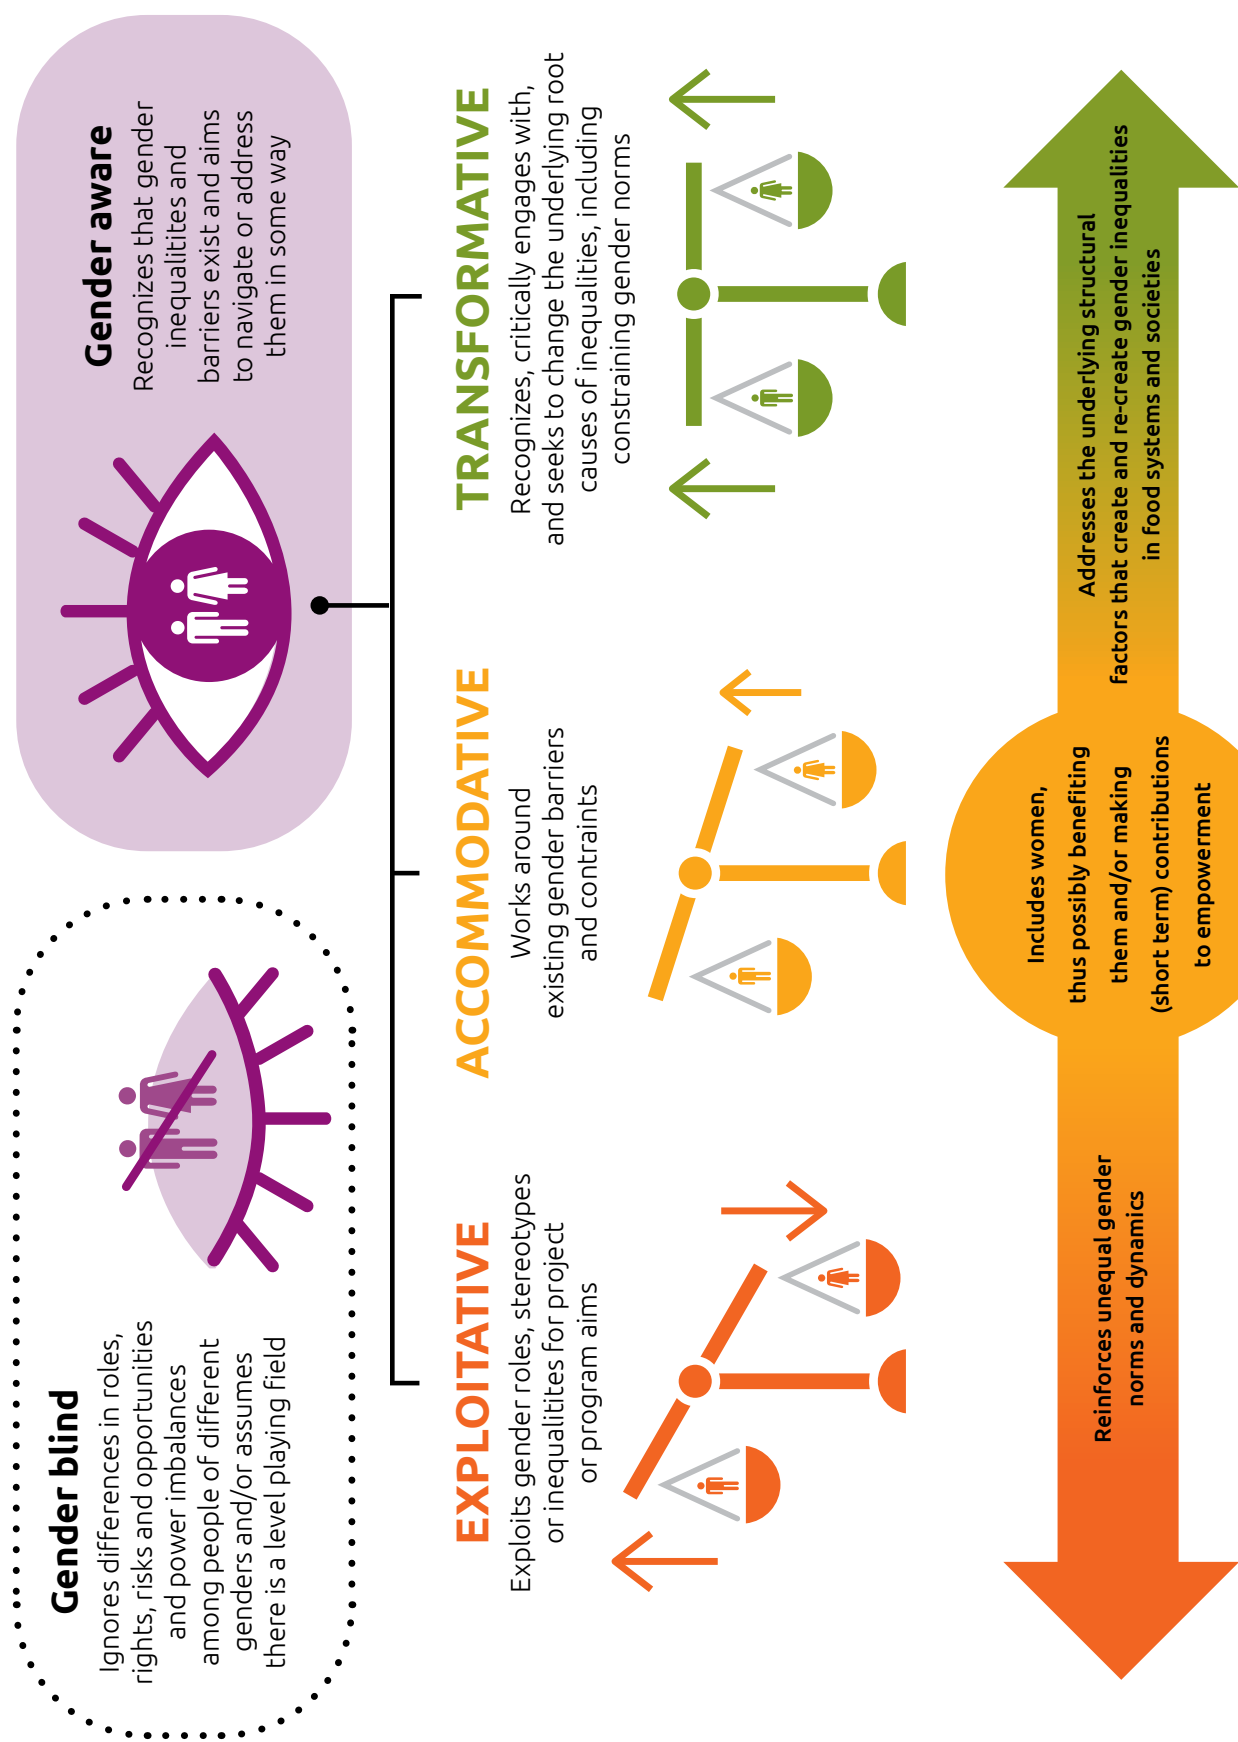 Gender blind
Ignores differences in roles,
rights, risks and opportunities
and power imbalances
among people of different
genders and/or assumes
there is a level playing field
Gender aware
Recognizes that gender
inequalitites and
barriers exist and aims
to navigate or address
them in some way
EXPLOITATIVE
Exploits gender roles, stereotypes
or inequalitites for project
or program aims
ACCOMMODATIVE
Works around
existing gender barriers
and contraints
TRANSFORMATIVE
Recognizes, critically engages with,
and seeks to change the underlying root
causes of inequalities, including
constraining gender norms
Reinforces unequal gender
norms and dynamics
Includes women,
thus possibly benefiting
them and/or making
(short term) contributions
to empowerment
Addresses the underlying structural
factors that create and re-create gender inequalities
in food systems and societies